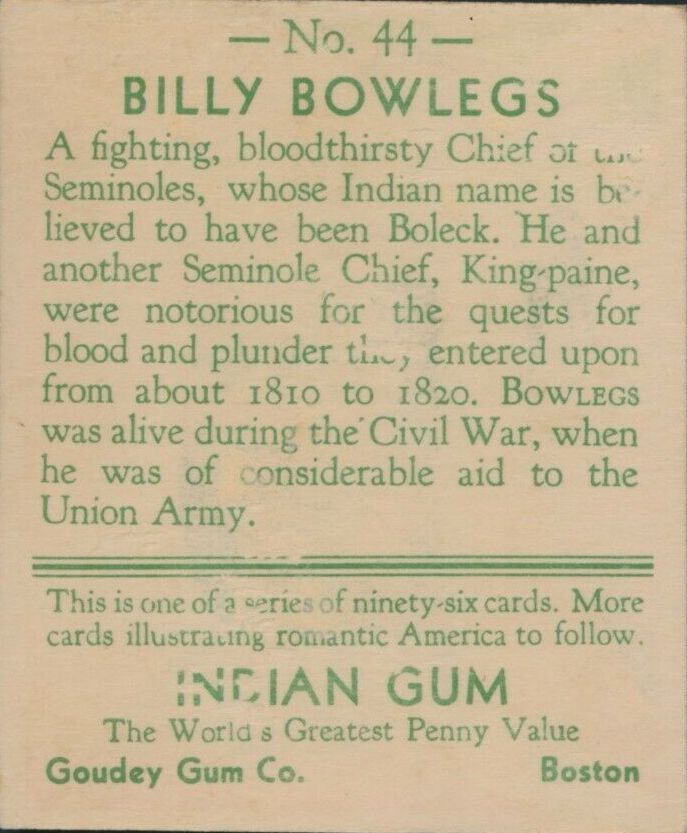 — No. 44 —
BILLY BOWLEGS
A fighting, bloodthirsty Chief of the
Seminoles, whose Indian name is be-
lieved to have been Boleck. He and
another Seminole Chief, King-paine,
were notorious for the quests for
blood and plunder they entered upon
from about 1810 to 1820. BOWLEGS
was alive during the Civil War, when
he was of considerable aid to the
Union Army.
This is one of a series of ninety-six cards. More
cards illustrating romantic America to follow.
INDIAN GUM
The World's Greatest Penny Value
Goudey Gum Co. Boston